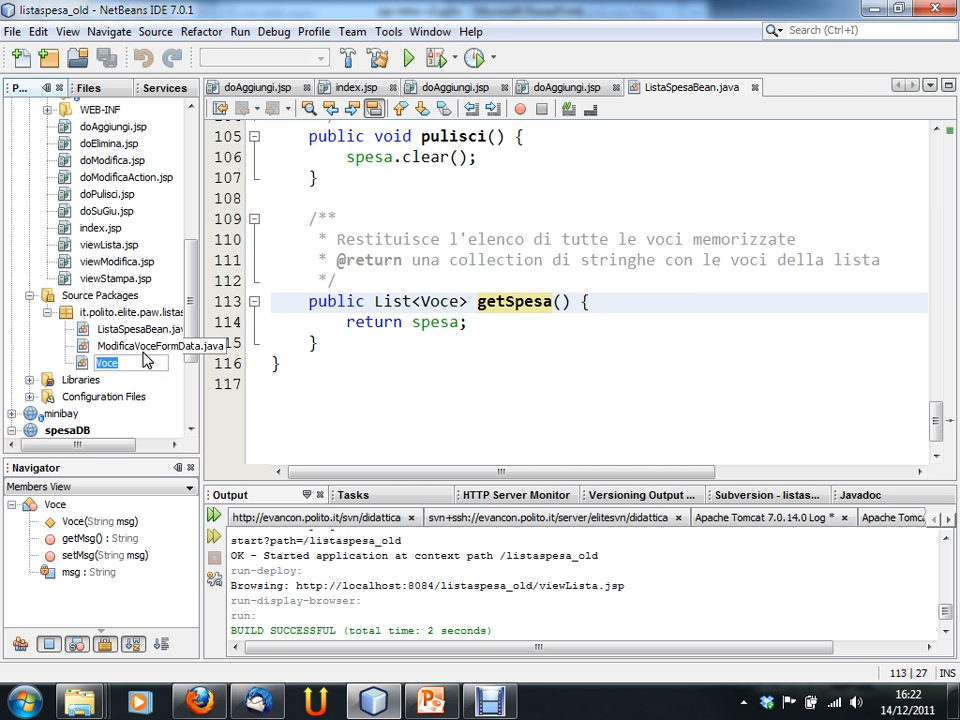 listaspesa_old - NetBeans IDE 7.0.1
File Edit View Navigate Source Refactor Run Debug Profile Team Tools Window Help
Search (Ctrl+I)
P... Files Services
doAggiungi.jsp index.jsp doAggiungi.jsp doAggiungi.jsp ListaSpesaBean.java
WEB-INF
doAggiungi.jsp
doElimina.jsp
doModifica.jsp
doModificaAction.jsp
doPulisci.jsp
doSuGiu.jsp
index.jsp
viewLista.jsp
viewModifica.jsp
viewStampa.jsp
Source Packages
it.polito.elite.paw.listas
ListaSpesaBean.jav
ModificaVoceFormData.java
Voce
Libraries
Configuration Files
minibay
spesaDB
105 public void pulisci() {
106 spesa.clear();
107 }
108
109 /**
110 * Restituisce l'elenco di tutte le voci memorizzate
111 * @return una collection di stringhe con le voci della lista
112 */
113 public List<Voce> getSpesa() {
114 return spesa;
115 }
116 }
117
Navigator
Members View
Voce
Voce(String msg)
getMsg() : String
setMsg(String msg)
msg : String
Output Tasks HTTP Server Monitor Versioning Output ... Subversion - listas... Javadoc
http://evancon.polito.it/svn/didattica svn+ssh://evancon.polito.it/server/elitesvn/didattica Apache Tomcat 7.0.14.0 Log * Apache Tomc
start?path=/listaspesa_old
OK - Started application at context path /listaspesa_old
run-deploy:
Browsing: http://localhost:8084/listaspesa_old/viewLista.jsp
run-display-browser:
run:
BUILD SUCCESSFUL (total time: 2 seconds)
113 | 27 INS
16:22
14/12/2011